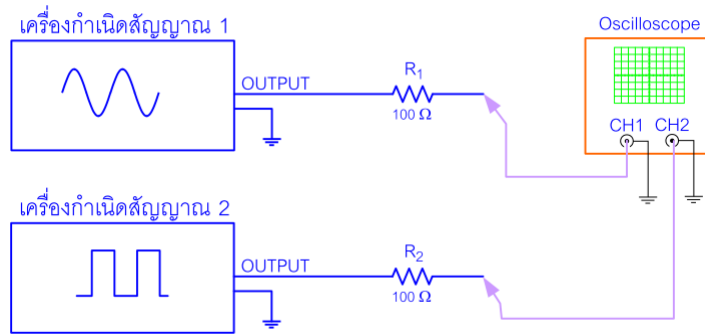 เครื่องกำเนิดสัญญาณ 1
Oscilloscope
OUTPUT
R1
100 Ω
CH1 CH2
เครื่องกำเนิดสัญญาณ 2
OUTPUT
R2
100 Ω